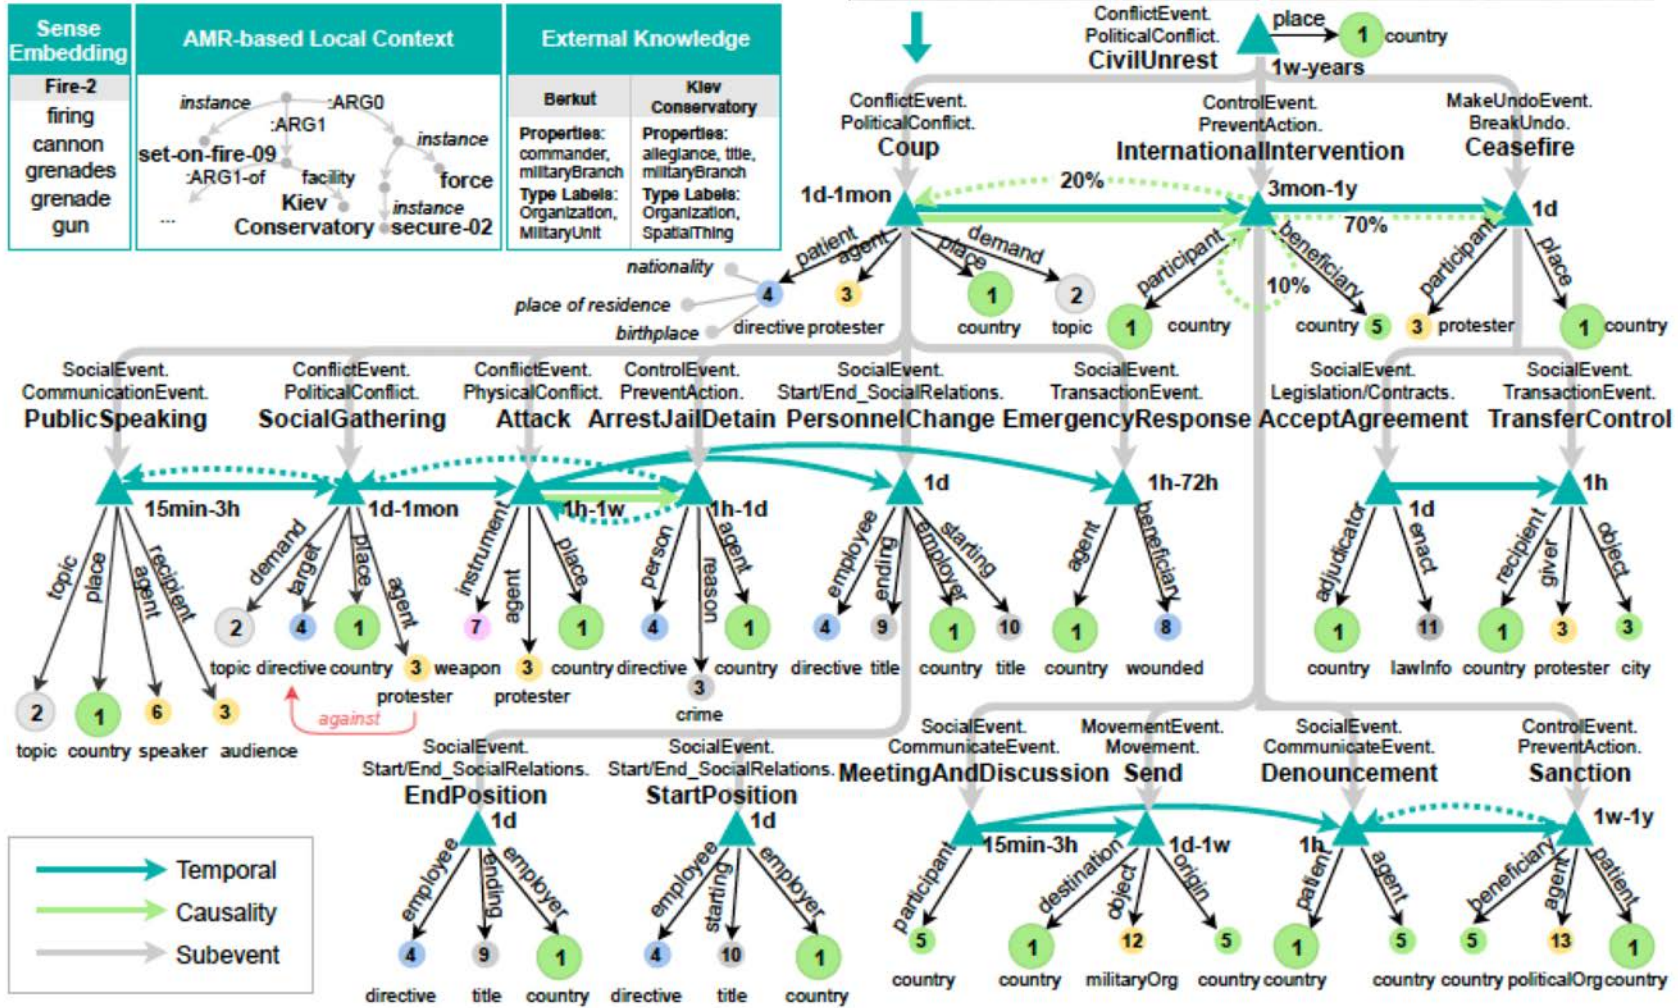 Sense
Embedding
Fire-2
firing
cannon
grenades
grenade
gun
AMR-based Local Context
instance
:ARG0
:ARG1
instance
set-on-fire-09
:ARG1-of
facility
force
Kiev
Conservatory
instance
secure-02
...
External Knowledge
Berkut
Kiev
Conservatory
Properties:
commander,
militaryBranch
Type Labels:
Organization,
MilitaryUnit
Properties:
allegiance, title,
militaryBranch
Type Labels:
Organization,
SpatialThing
ConflictEvent.
PoliticalConflict.
CivilUnrest
place
1
country
1w-years
ConflictEvent.
PoliticalConflict.
Coup
1d-1mon
ControlEvent.
PreventAction.
InternationalIntervention
3mon-1y
MakeUndoEvent.
BreakUndo.
Ceasefire
1d
20%
70%
10%
patient
agent
place
demand
nationality
place of residence
birthplace
4
3
1
2
directive
protester
country
topic
participant
beneficiary
1
country
country
5
participant
place
3
protester
1
country
SocialEvent.
CommunicationEvent.
PublicSpeaking
ConflictEvent.
PoliticalConflict.
SocialGathering
ConflictEvent.
PhysicalConflict.
Attack
ControlEvent.
PreventAction.
ArrestJailDetain
SocialEvent.
Start/End_SocialRelations.
PersonnelChange
SocialEvent.
TransactionEvent.
EmergencyResponse
SocialEvent.
Legislation/Contracts.
AcceptAgreement
SocialEvent.
TransactionEvent.
TransferControl
15min-3h
1d-1mon
1h-1w
1h-1d
1d
1h-72h
1d
1h
topic
place
agent
recipient
2
1
6
3
topic
country
speaker
audience
demand
target
place
agent
2
4
1
3
topic
directive
country
protester
against
instrument
agent
place
7
3
1
weapon
protester
country
person
reason
agent
4
3
1
directive
crime
country
employee
ending
employer
starting
4
9
1
10
directive
title
country
title
agent
beneficiary
1
8
country
wounded
adjudicator
enact
1
11
country
lawInfo
recipient
giver
object
1
3
3
country
protester
city
SocialEvent.
Start/End_SocialRelations.
EndPosition
1d
SocialEvent.
Start/End_SocialRelations.
StartPosition
1d
SocialEvent.
CommunicateEvent.
MeetingAndDiscussion
15min-3h
MovementEvent.
Movement.
Send
1d-1w
SocialEvent.
CommunicateEvent.
Denouncement
1h
ControlEvent.
PreventAction.
Sanction
1w-1y
employee
ending
employer
4
9
1
directive
title
country
employee
starting
employer
4
10
1
directive
title
country
participant
5
country
destination
object
origin
1
12
5
country
militaryOrg
country
patient
agent
1
5
country
country
beneficiary
agent
patient
5
13
1
country
politicalOrg
country
Temporal
Causality
Subevent